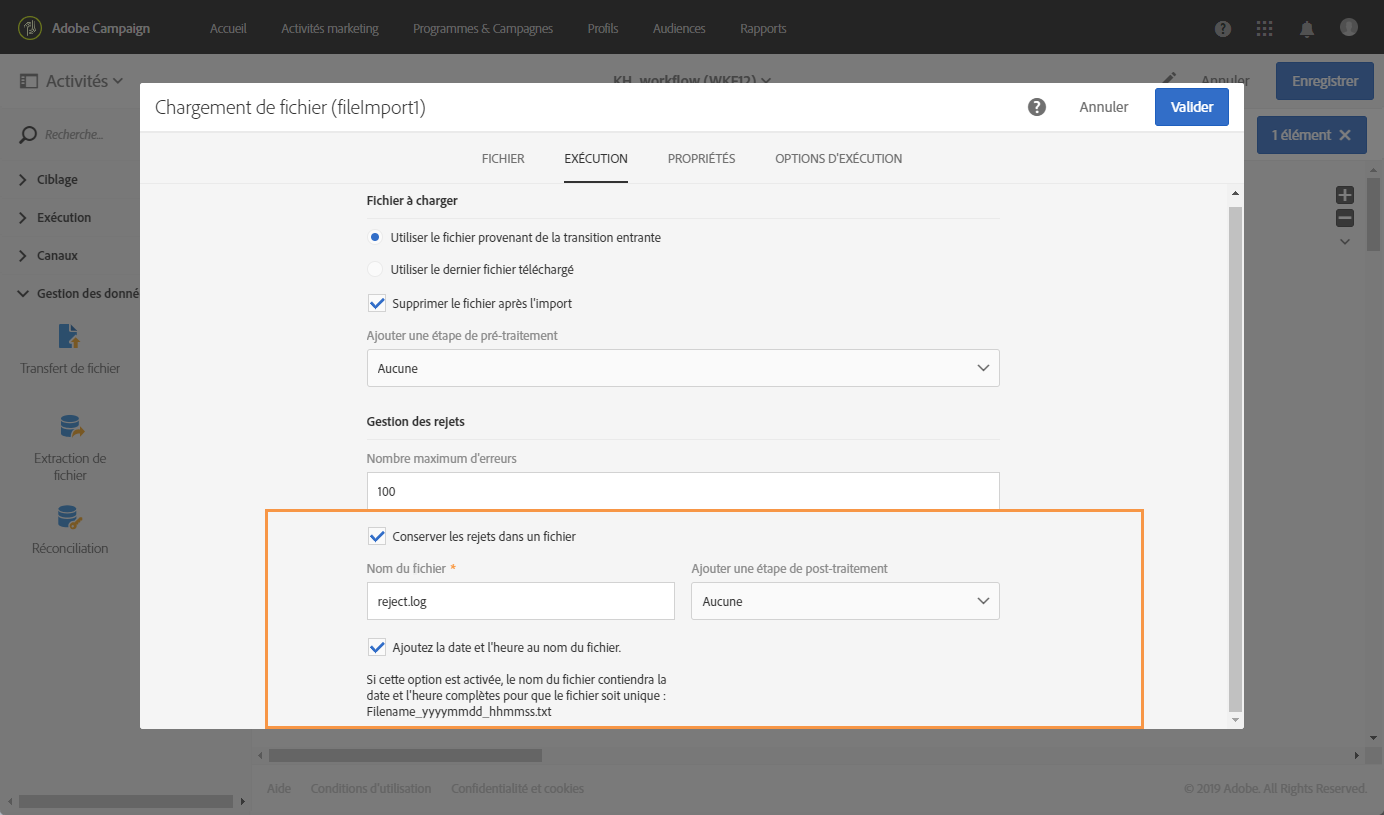 Adobe Campaign
Accueil
Activités marketing
Programmes & Campagnes
Profils
Audiences
Rapports
Activités
KH_workflow (WKF12)
Annuler
Enregistrer
Chargement de fichier (fileImport1)
Annuler
Valider
Recherche...
1 élément
FICHIER
EXÉCUTION
PROPRIÉTÉS
OPTIONS D'EXÉCUTION
Ciblage
Exécution
Canaux
Gestion des donné
Transfert de fichier
Extraction de
fichier
Réconciliation
Fichier à charger
Utiliser le fichier provenant de la transition entrante
Utiliser le dernier fichier téléchargé
Supprimer le fichier après l'import
Ajouter une étape de pré-traitement
Aucune
Gestion des rejets
Nombre maximum d'erreurs
100
Conserver les rejets dans un fichier
Nom du fichier *
Ajouter une étape de post-traitement
reject.log
Aucune
Ajoutez la date et l'heure au nom du fichier.
Si cette option est activée, le nom du fichier contiendra la
date et l'heure complètes pour que le fichier soit unique :
Filename_yyyymmdd_hhmmss.txt
Aide
Conditions d'utilisation
Confidentialité et cookies
© 2019 Adobe. All Rights Reserved.